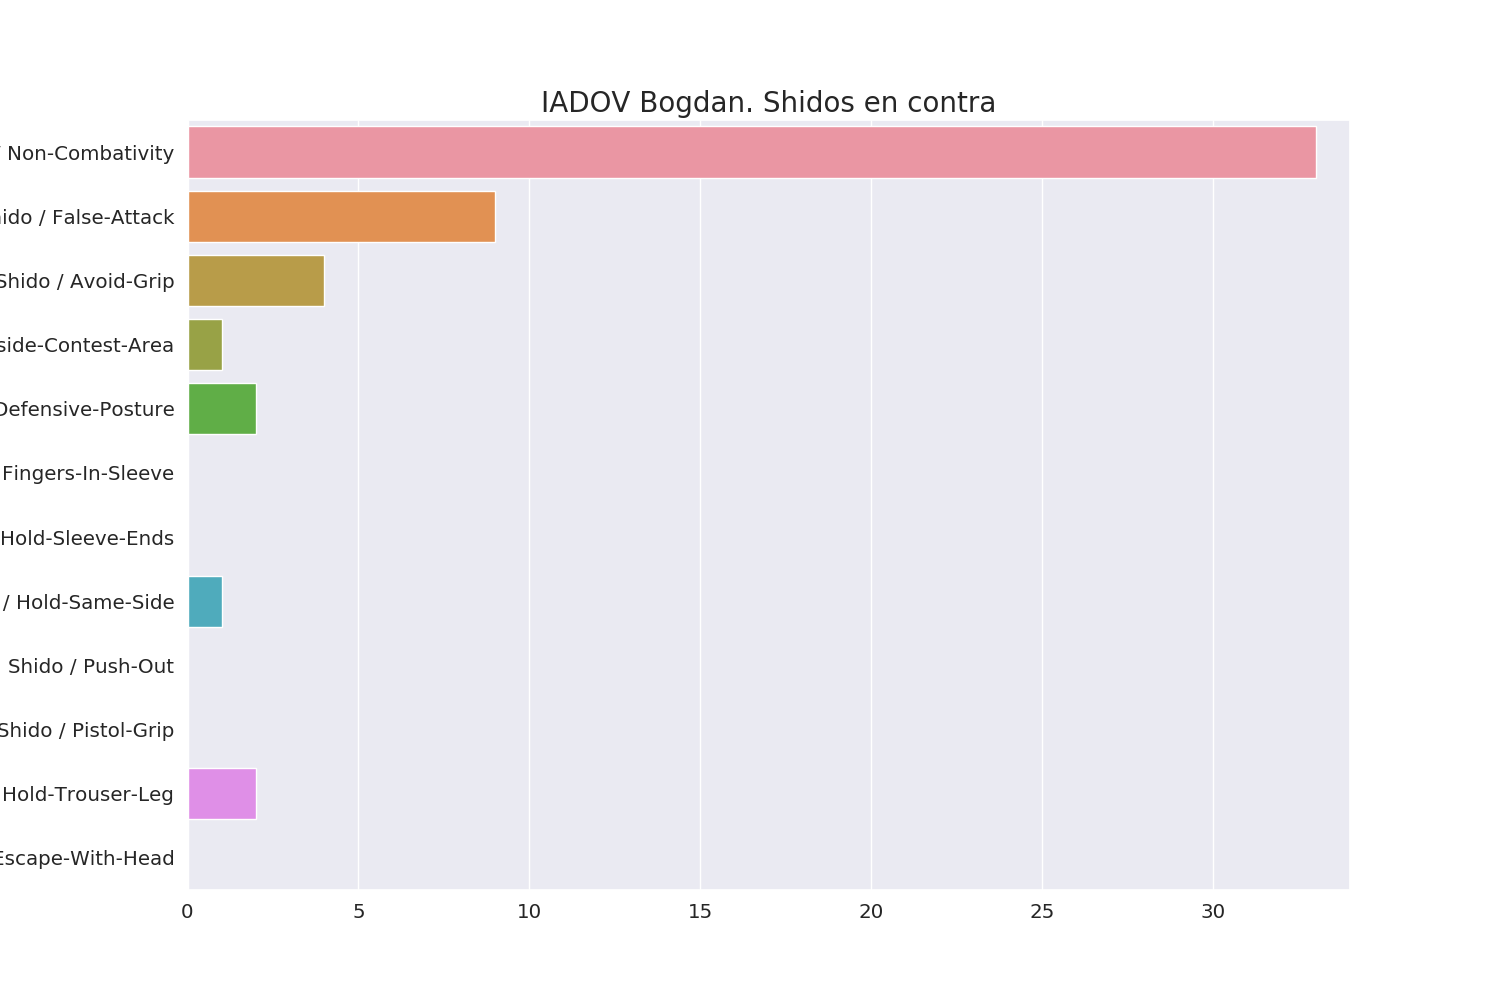 IADOV Bogdan. Shidos en contra
/ Non-Combativity
ido / False-Attack
Shido / Avoid-Grip
side-Contest-Area
Defensive-Posture
Fingers-In-Sleeve
Hold-Sleeve-Ends
/ Hold-Same-Side
Shido / Push-Out
Shido / Pistol-Grip
Hold-Trouser-Leg
Escape-With-Head
0 5 10 15 20 25 30